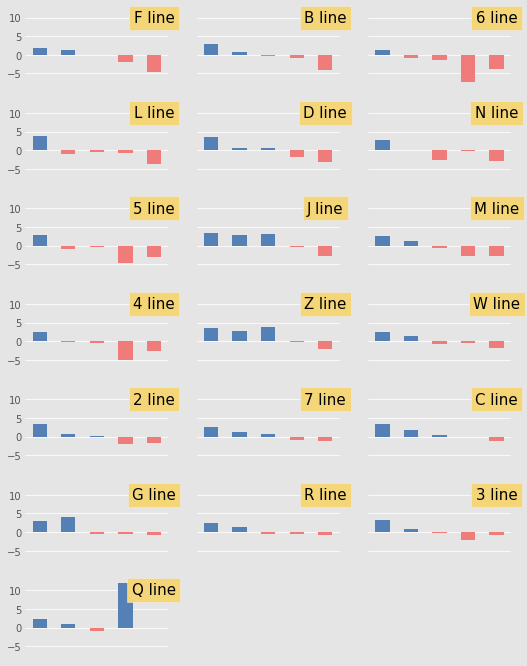 F line
B line
6 line
10
5
0
−5
L line
D line
N line
10
5
0
−5
5 line
J line
M line
10
5
0
−5
4 line
Z line
W line
10
5
0
−5
2 line
7 line
C line
10
5
0
−5
G line
R line
3 line
10
5
0
−5
Q line
10
5
0
−5